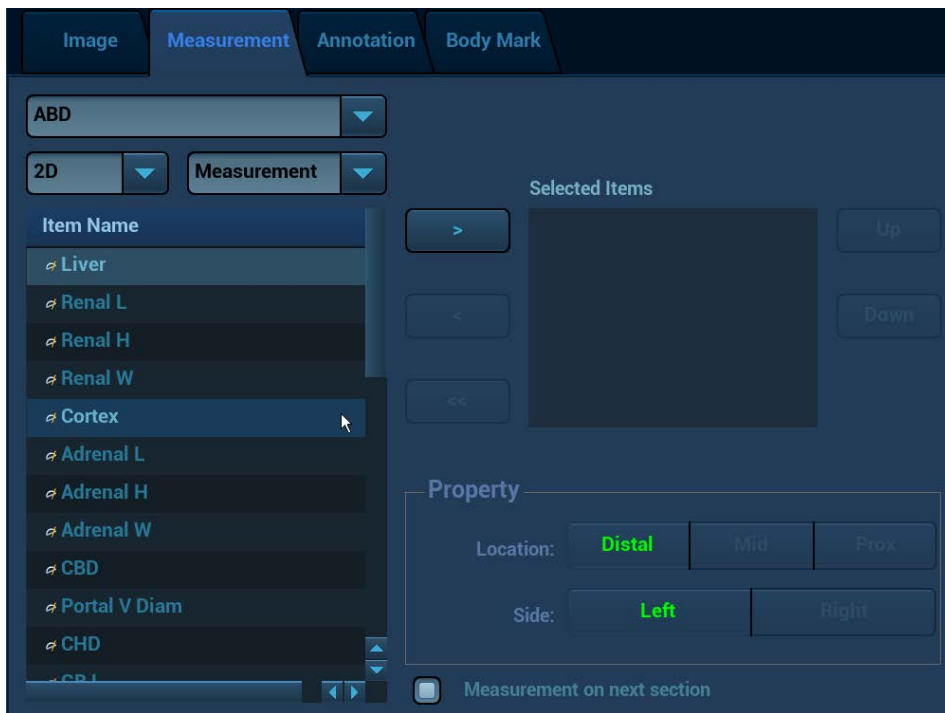 Image Measurement Annotation Body Mark
ABD
2D Measurement
Selected Items
Item Name
> Up
Liver
Renal L
< Down
Renal H
Renal W
<<
Cortex
Adrenal L
Adrenal H
Property
Adrenal W
Location: Distal Mid Prox
CBD
Portal V Diam
Side: Left Right
CHD
GB L
Measurement on next section